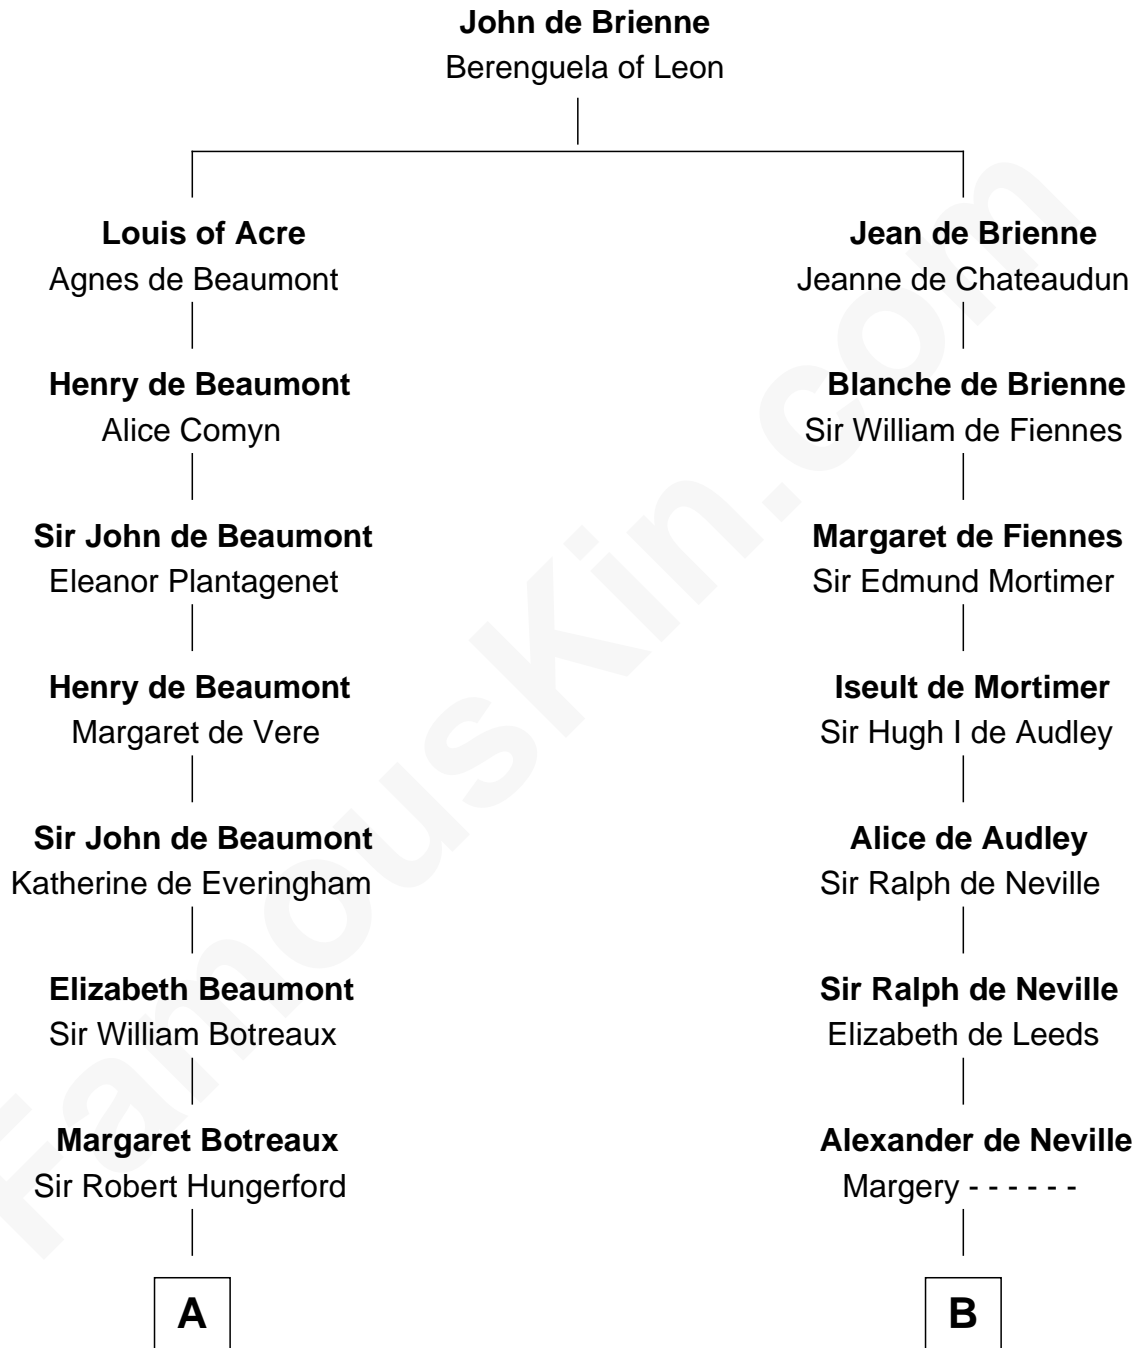 John de Brienne
Berenguela of Leon
Louis of Acre
Agnes de Beaumont
Jean de Brienne
Jeanne de Chateaudun
Henry de Beaumont
Alice Comyn
Blanche de Brienne
Sir William de Fiennes
Sir John de Beaumont
Eleanor Plantagenet
Margaret de Fiennes
Sir Edmund Mortimer
Henry de Beaumont
Margaret de Vere
Iseult de Mortimer
Sir Hugh I de Audley
Sir John de Beaumont
Katherine de Everingham
Alice de Audley
Sir Ralph de Neville
Elizabeth Beaumont
Sir William Botreaux
Sir Ralph de Neville
Elizabeth de Leeds
Margaret Botreaux
Sir Robert Hungerford
Alexander de Neville
Margery - - - - - -
A
B
FamousKin.com